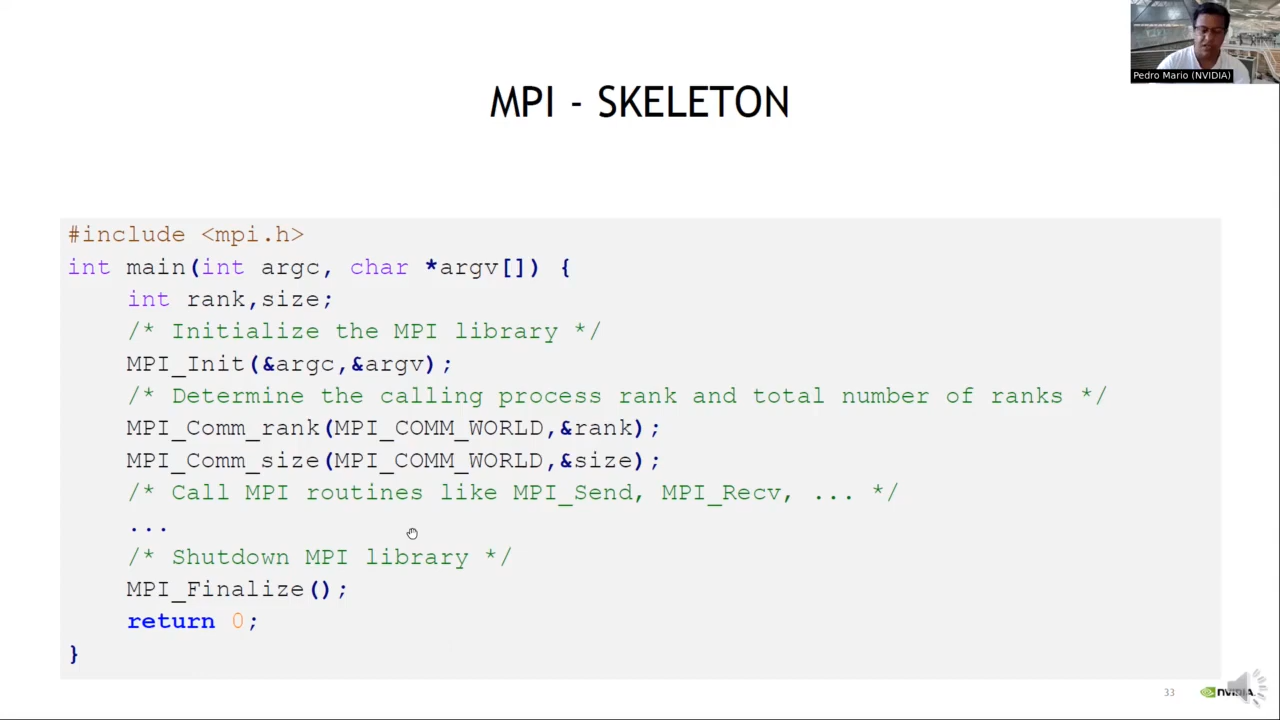 Pedro Mario (NVIDIA)
MPI - SKELETON
#include <mpi.h>
int main(int argc, char *argv[]) {
    int rank,size;
    /* Initialize the MPI library */
    MPI_Init(&argc,&argv);
    /* Determine the calling process rank and total number of ranks */
    MPI_Comm_rank(MPI_COMM_WORLD,&rank);
    MPI_Comm_size(MPI_COMM_WORLD,&size);
    /* Call MPI routines like MPI_Send, MPI_Recv, ... */
    ...
    /* Shutdown MPI library */
    MPI_Finalize();
    return 0;
}
33
NVIDIA.